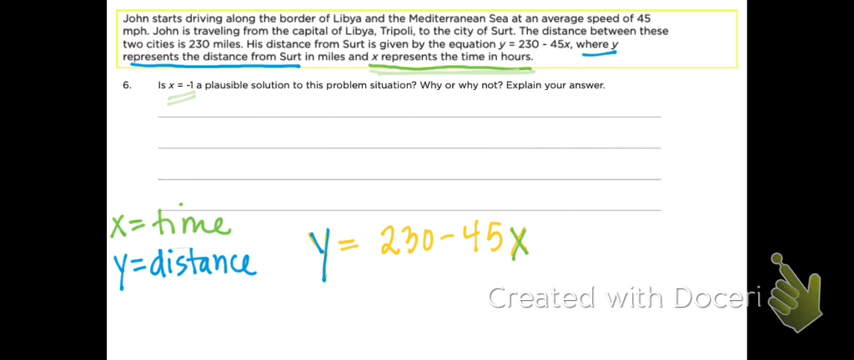 John starts driving along the border of Libya and the Mediterranean Sea at an average speed of 45
mph. John is traveling from the capital of Libya, Tripoli, to the city of Surt. The distance between these
two cities is 230 miles. His distance from Surt is given by the equation y = 230 - 45x, where y
represents the distance from Surt in miles and x represents the time in hours.
6. Is x = -1 a plausible solution to this problem situation? Why or why not? Explain your answer.
x = time
y = distance
y = 230 - 45x
Created with Doceri